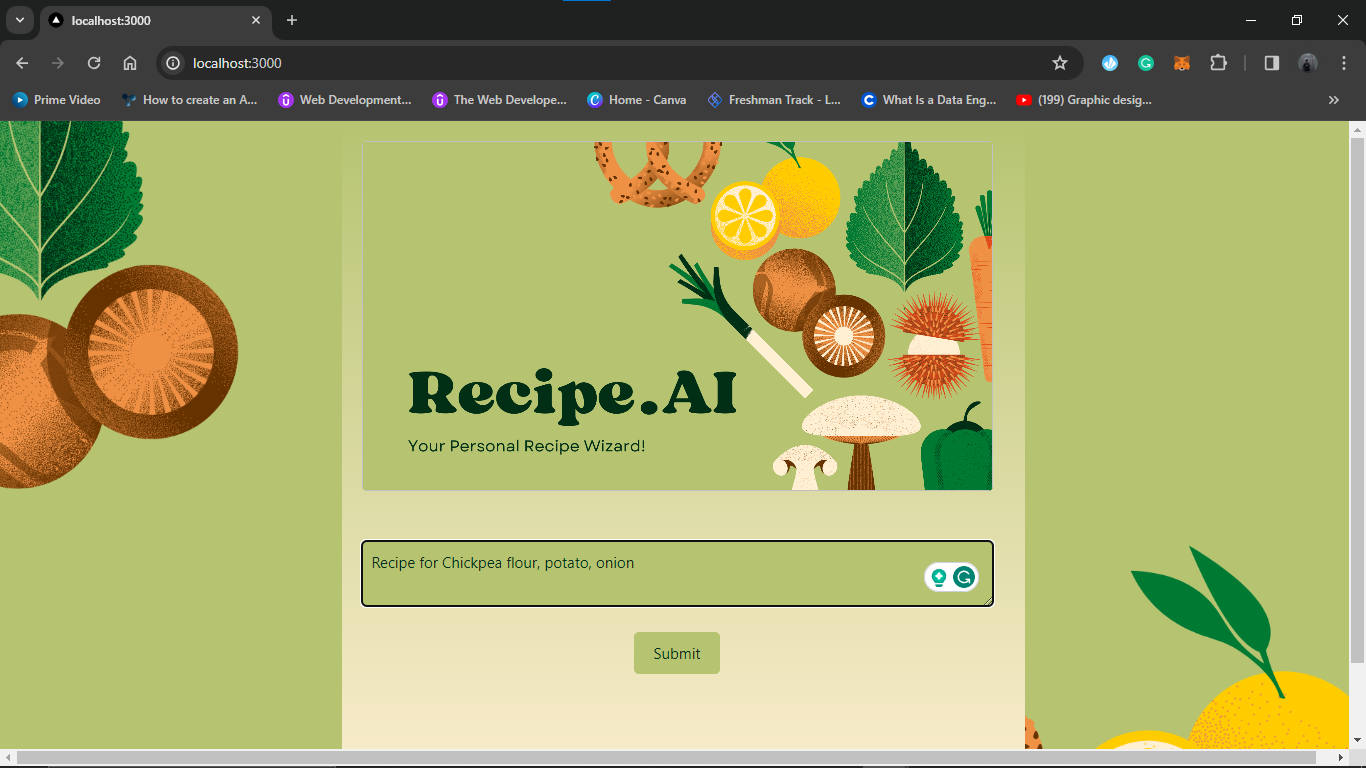 localhost:3000
localhost:3000
Prime Video
How to create an A...
Web Development...
The Web Develope...
Home - Canva
Freshman Track - L...
What Is a Data Eng...
(199) Graphic desig...
Recipe.AI
Your Personal Recipe Wizard!
Recipe for Chickpea flour, potato, onion
Submit